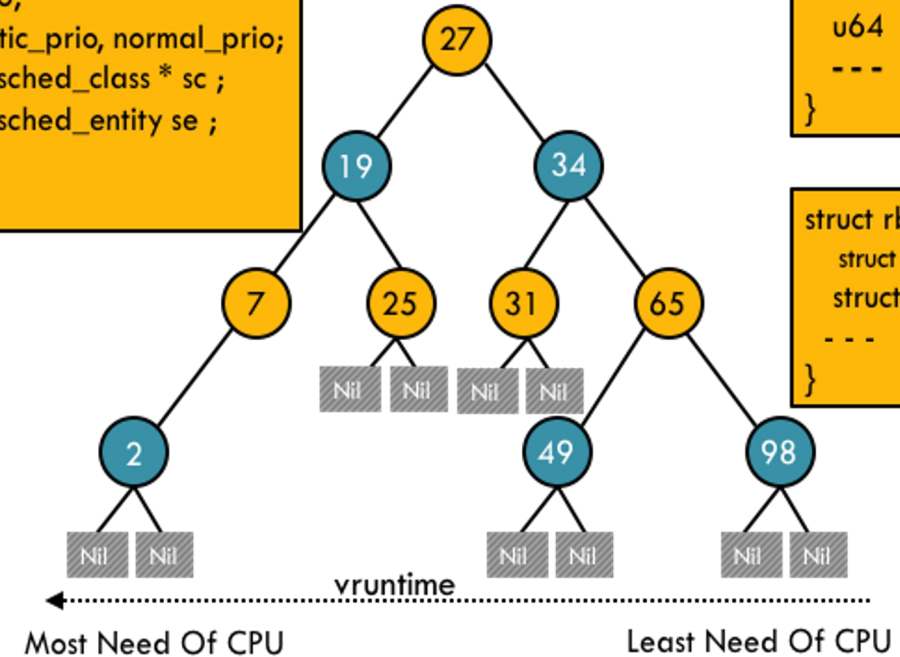 tic_prio, normal_prio;
sched_class * sc ;
sched_entity se ;
u64
---
}
27
19
34
struct
struct
struct
---
}
7
25
31
65
Nil
Nil
Nil
Nil
2
49
98
Nil
Nil
Nil
Nil
Nil
Nil
vruntime
Most Need Of CPU
Least Need Of CPU